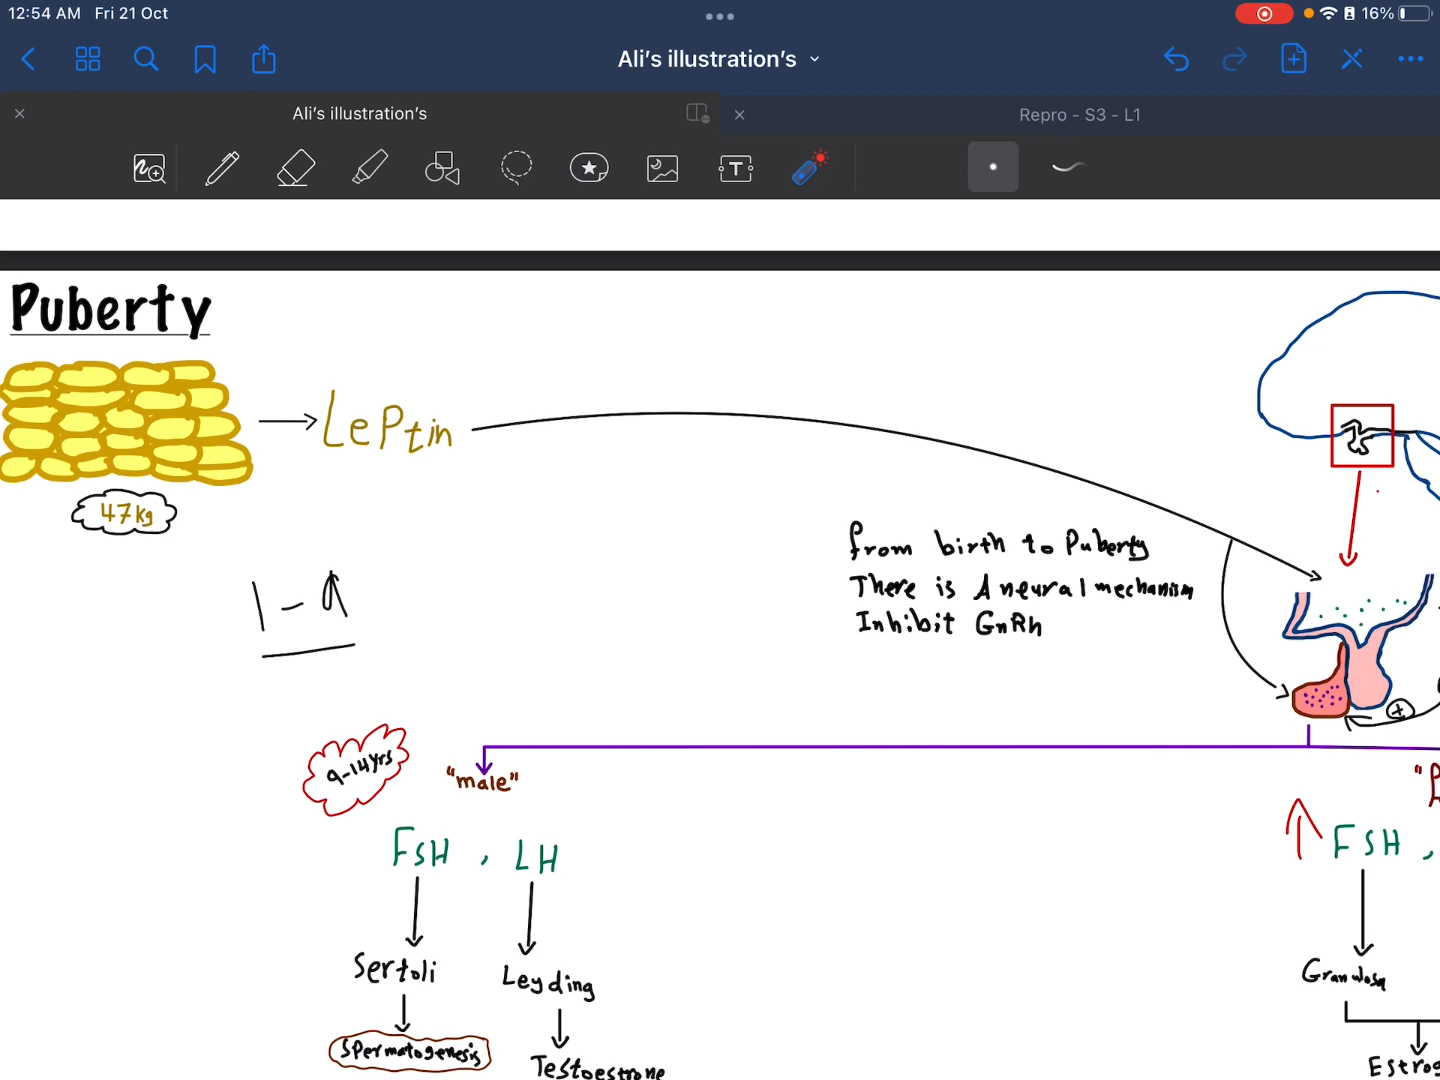 12:54 AM Fri 21 Oct
16%
Ali's illustration's
Ali's illustration's
Repro - S3 - L1
T
Puberty
LePtin
47kg
from birth to Puberty
There is A neural mechanism
Inhibit GnRh
1 -
+
9-14yrs
"male"
FSH , LH
FSH ,
Sertoli
Leyding
Granulosa
Spermatogenesis
Testoestrone
Estrog